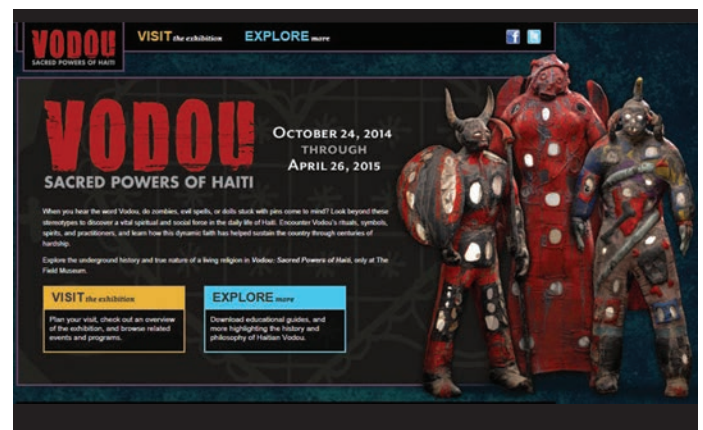 VODOU
SACRED POWERS OF HAITI
VISIT the exhibition
EXPLORE more
VODOU
SACRED POWERS OF HAITI
OCTOBER 24, 2014
THROUGH
APRIL 26, 2015
When you hear the word Vodou, do zombies, evil spells, or dolls stuck with pins come to mind? Look beyond these
stereotypes to discover a vital spiritual and social force in the daily life of Haiti. Encounter Vodou's rituals, symbols,
spirits, and practitioners, and learn how this dynamic faith has helped sustain the country through centuries of
hardship.
Explore the underground history and true nature of a living religion in Vodou: Sacred Powers of Haiti, only at The
Field Museum.
VISIT the exhibition
Plan your visit, check out an overview
of the exhibition, and browse related
events and programs.
EXPLORE more
Download educational guides, and
more highlighting the history and
philosophy of Haitian Vodou.